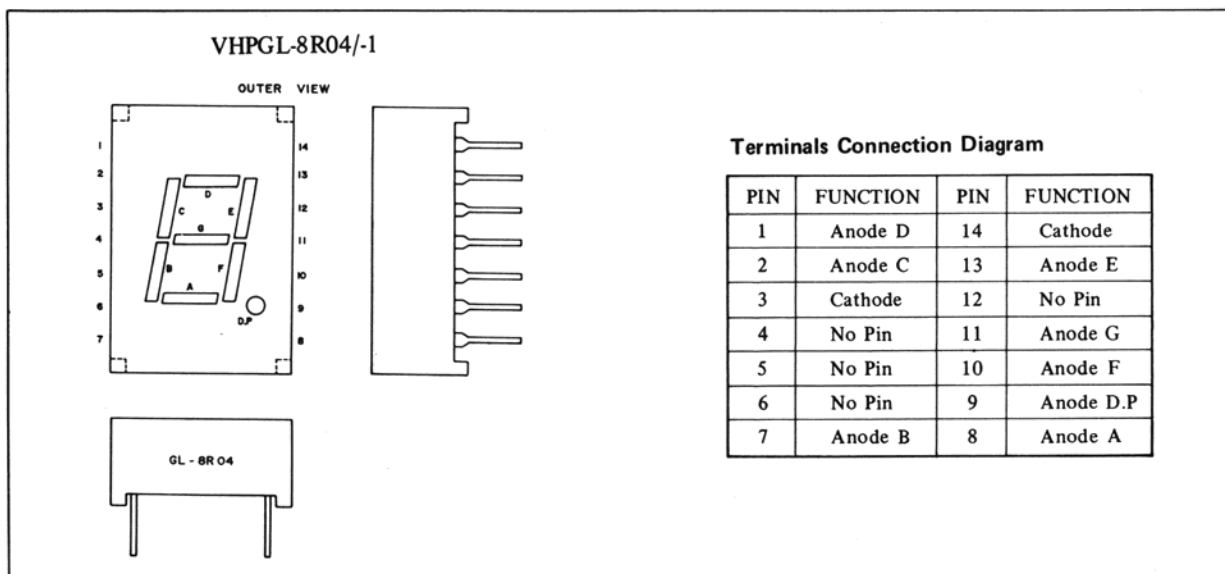 VHPGL-8R04/-1
OUTER VIEW
1 14
2 13
D
3 C E 12
G
4 11
5 B F 10
A
6 9
D.P
7 8
GL - 8R 04
Terminals Connection Diagram
PIN FUNCTION PIN FUNCTION
1 Anode D 14 Cathode
2 Anode C 13 Anode E
3 Cathode 12 No Pin
4 No Pin 11 Anode G
5 No Pin 10 Anode F
6 No Pin 9 Anode D.P
7 Anode B 8 Anode A